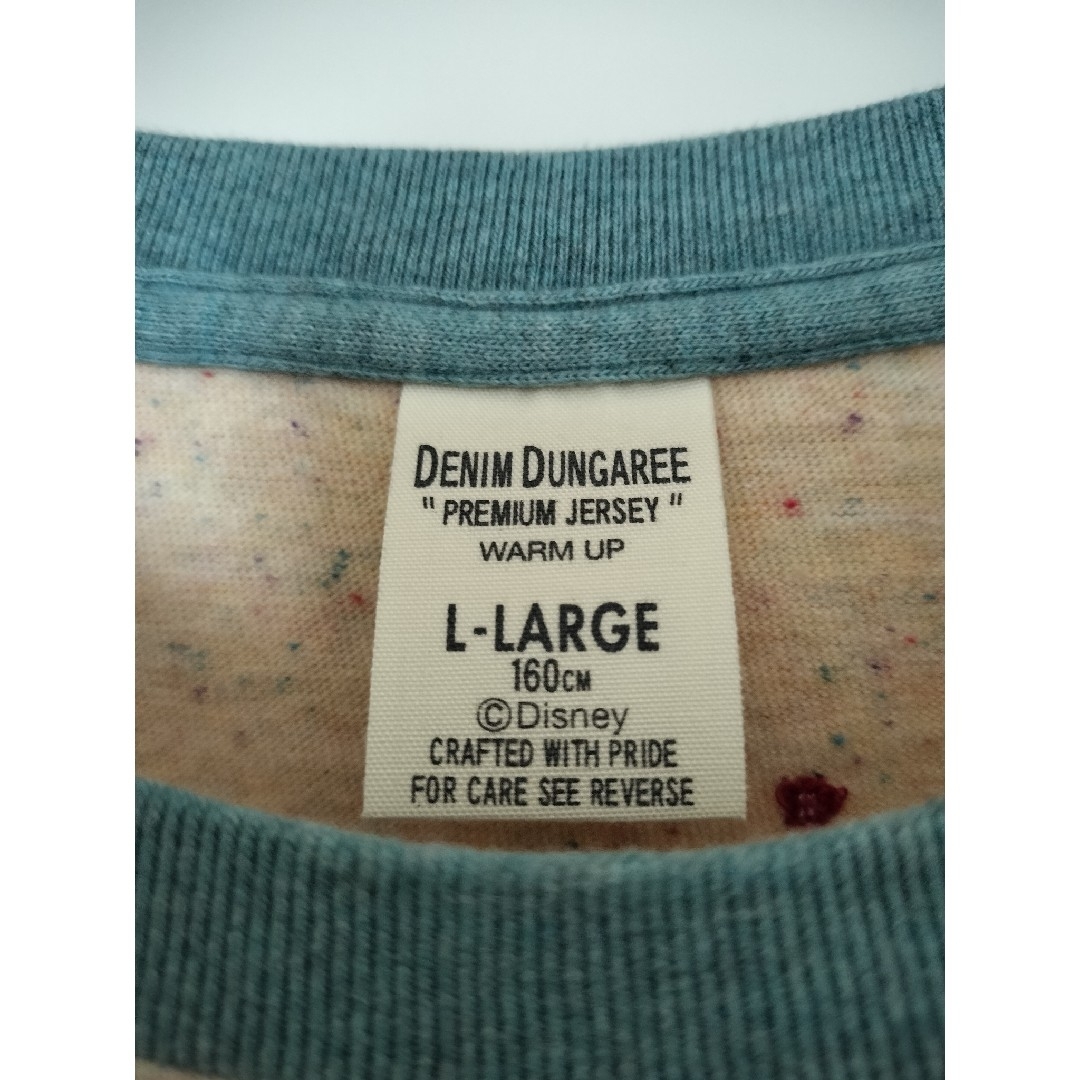 DENIM DUNGAREE
"PREMIUM JERSEY"
WARM UP
L-LARGE
160CM
©Disney
CRAFTED WITH PRIDE
FOR CARE SEE REVERSE